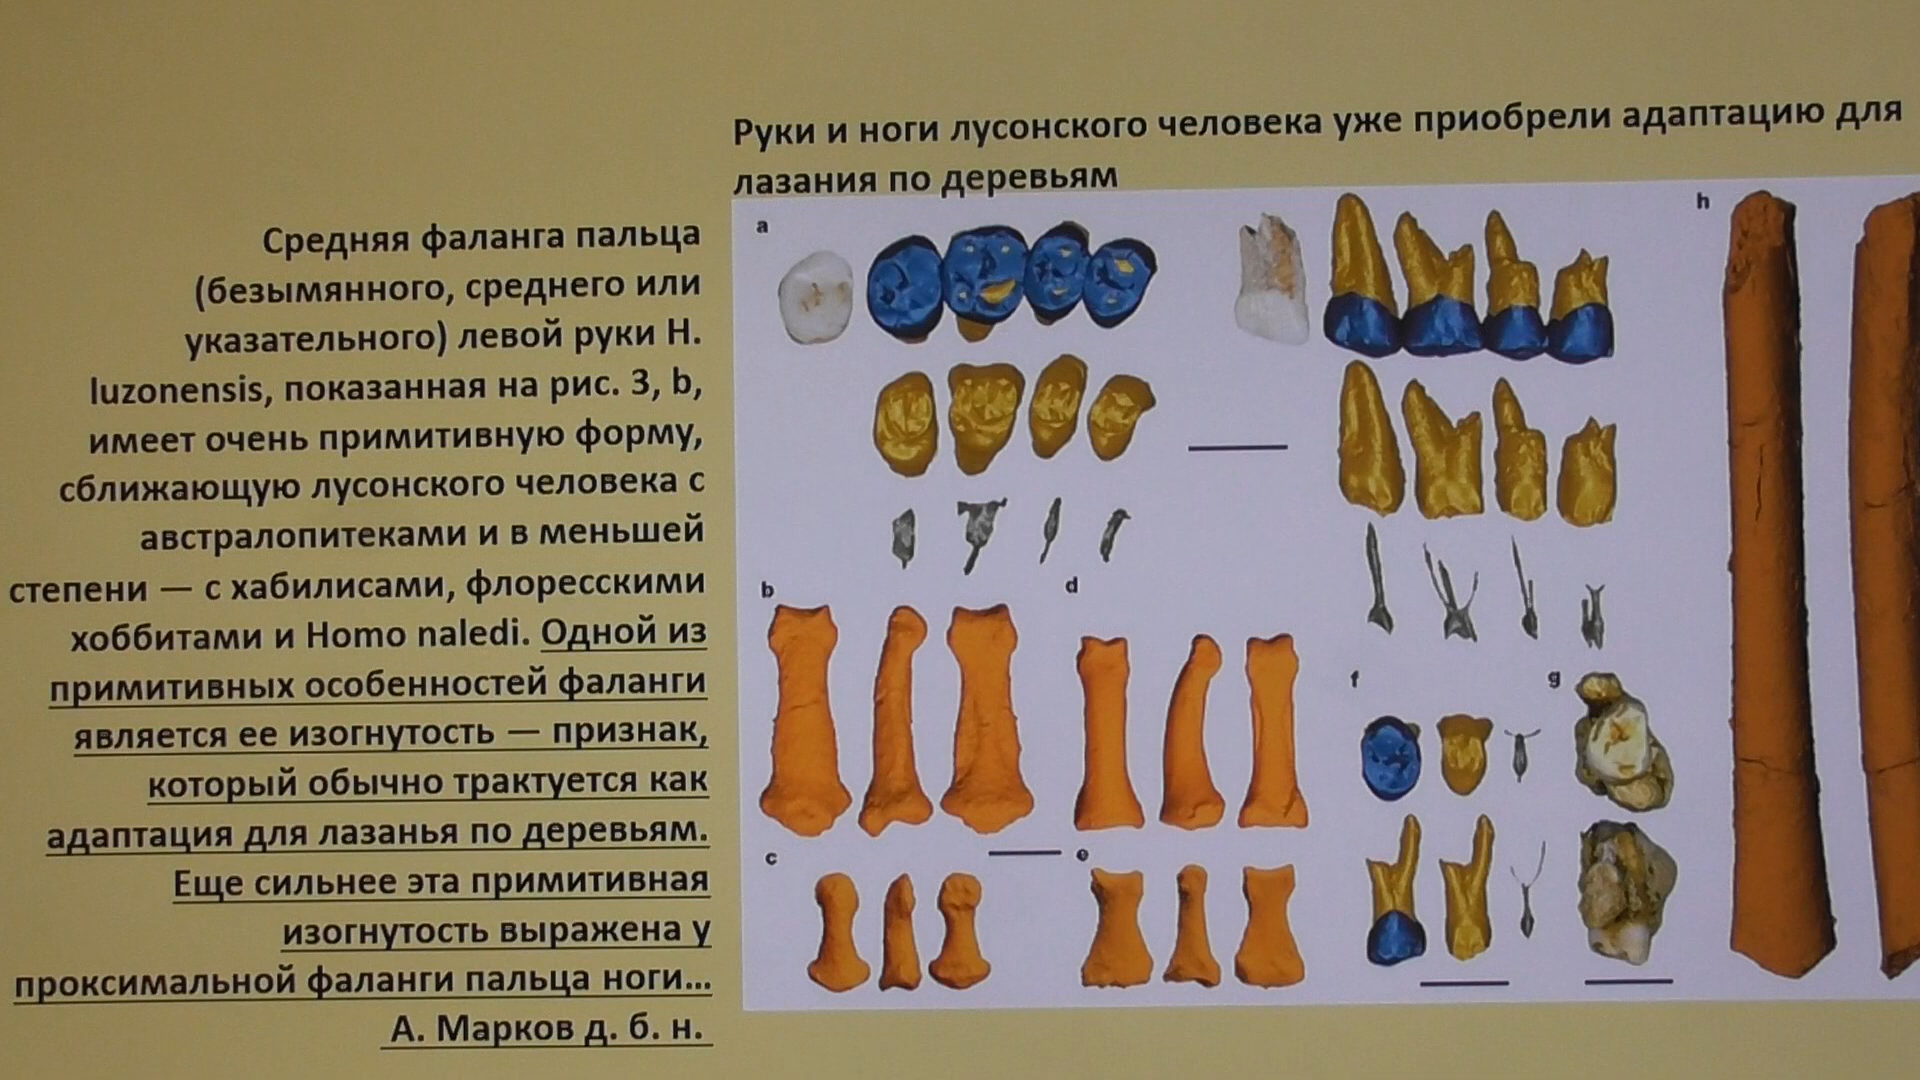 Руки и ноги лусонского человека уже приобрели адаптацию для
лазания по деревьям
Средняя фаланга пальца
(безымянного, среднего или
указательного) левой руки H.
luzonensis, показанная на рис. 3, b,
имеет очень примитивную форму,
сближающую лусонского человека с
австралопитеками и в меньшей
степени — с хабилисами, флоресскими
хоббитами и Homo naledi. Одной из
примитивных особенностей фаланги
является ее изогнутость — признак,
который обычно трактуется как
адаптация для лазанья по деревьям.
Еще сильнее эта примитивная
изогнутость выражена у
проксимальной фаланги пальца ноги...
А. Марков д. б. н.
a
h
b
d
f
g
c
e